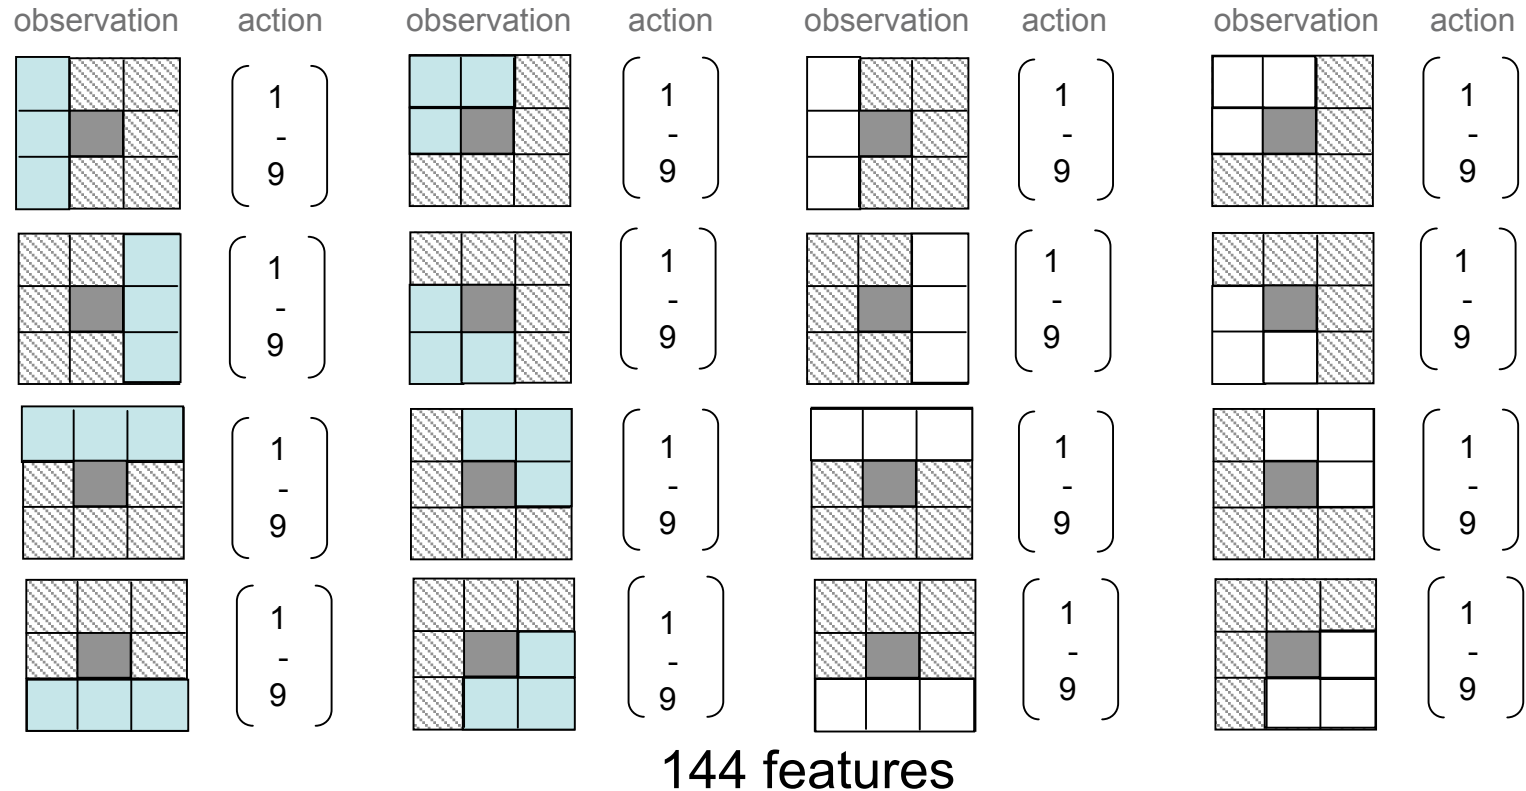 observation action observation action observation action observation action
1 1 1 1
- - - -
9 9 9 9
1 1 1 1
- - - -
9 9 9 9
1 1 1 1
- - - -
9 9 9 9
1 1 1 1
- - - -
9 9 9 9
144 features